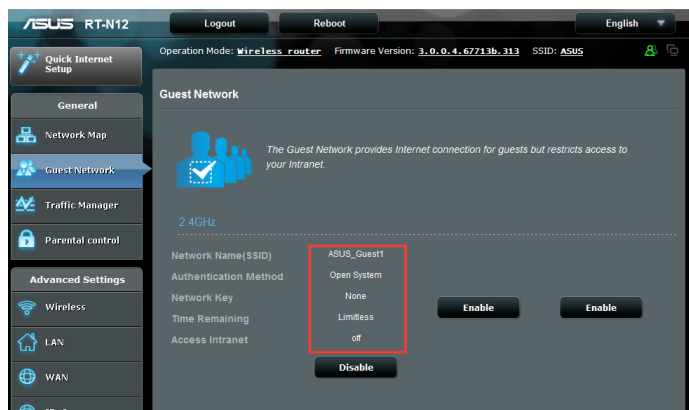 ASUS RT-N12
Logout
Reboot
English
Quick Internet
Setup
Operation Mode: Wireless router Firmware Version: 3.0.0.4.67713b.313 SSID: ASUS
General
Network Map
Guest Network
Traffic Manager
Parental control
Advanced Settings
Wireless
LAN
WAN
Guest Network
The Guest Network provides Internet connection for guests but restricts access to
your Intranet.
2.4GHz
Network Name(SSID) ASUS_Guest1
Authentication Method Open System
Network Key None
Time Remaining Limitless
Access Intranet off
Enable
Enable
Disable